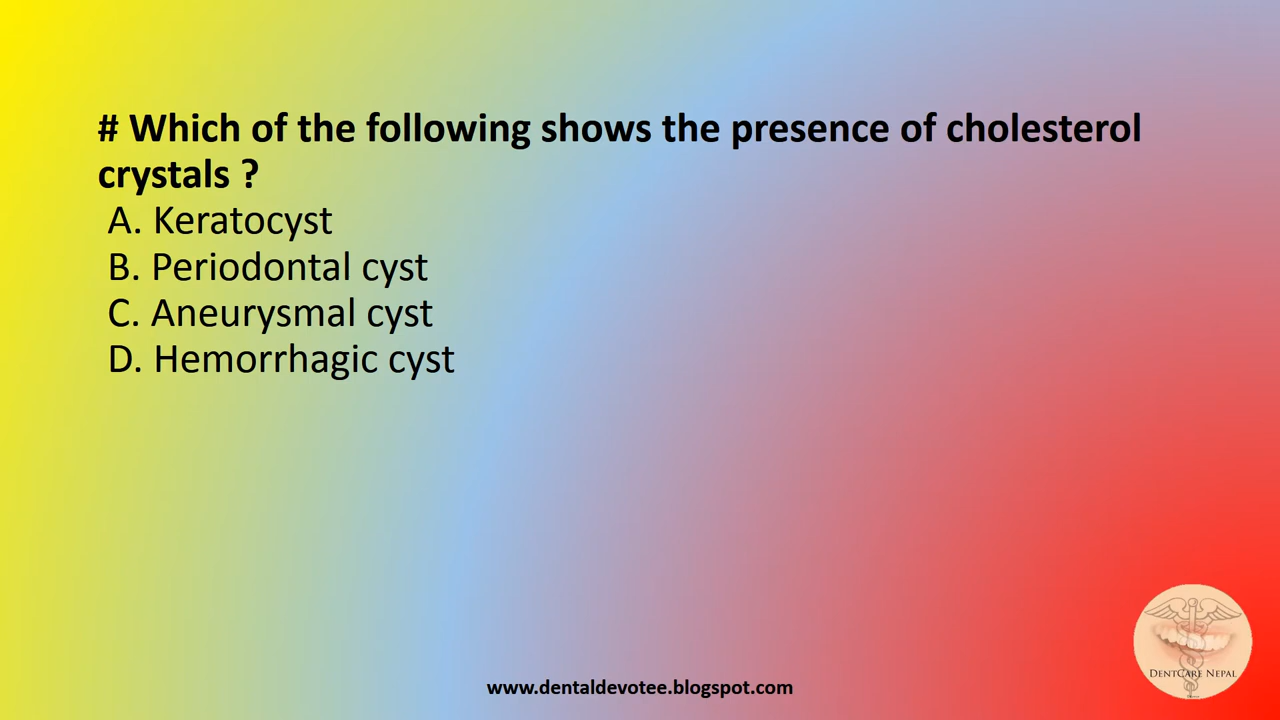 # Which of the following shows the presence of cholesterol
crystals ?
A. Keratocyst
B. Periodontal cyst
C. Aneurysmal cyst
D. Hemorrhagic cyst
DentCare Nepal
www.dentaldevotee.blogspot.com